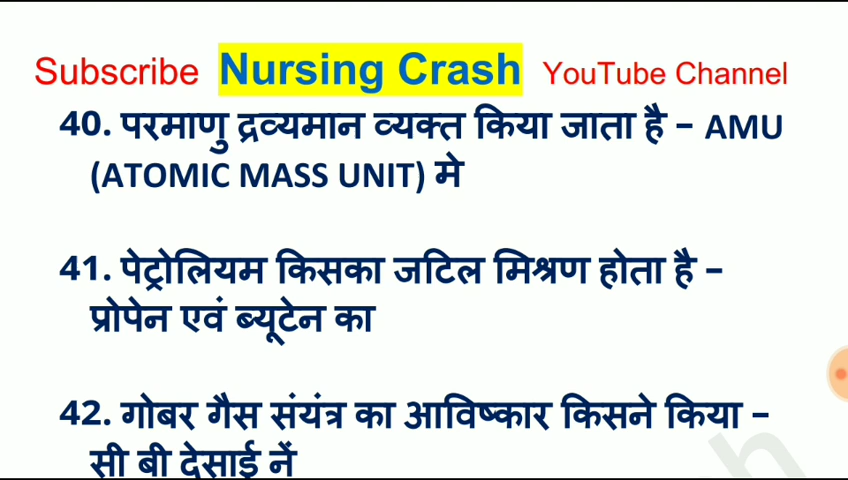 Subscribe Nursing Crash YouTube Channel
40. परमाणु द्रव्यमान व्यक्त किया जाता है – AMU
(ATOMIC MASS UNIT) मे
41. पेट्रोलियम किसका जटिल मिश्रण होता है –
प्रोपेन एवं ब्यूटेन का
42. गोबर गैस संयंत्र का आविष्कार किसने किया –
सी बी देसाई नें